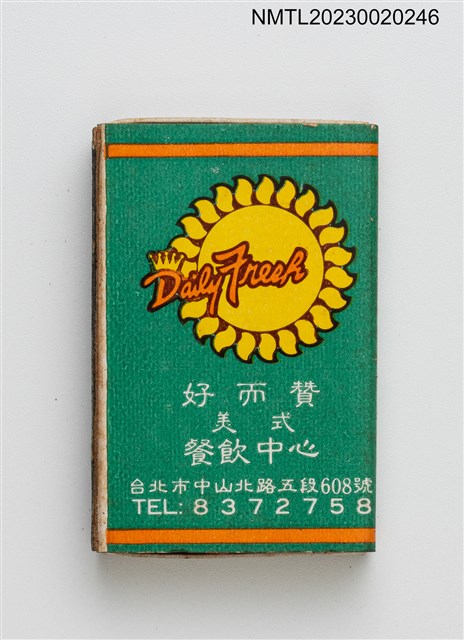 NMTL20230020246
Daily Fresh
好而贊
美式
餐飲中心
台北市中山北路五段608號
TEL: 8372758